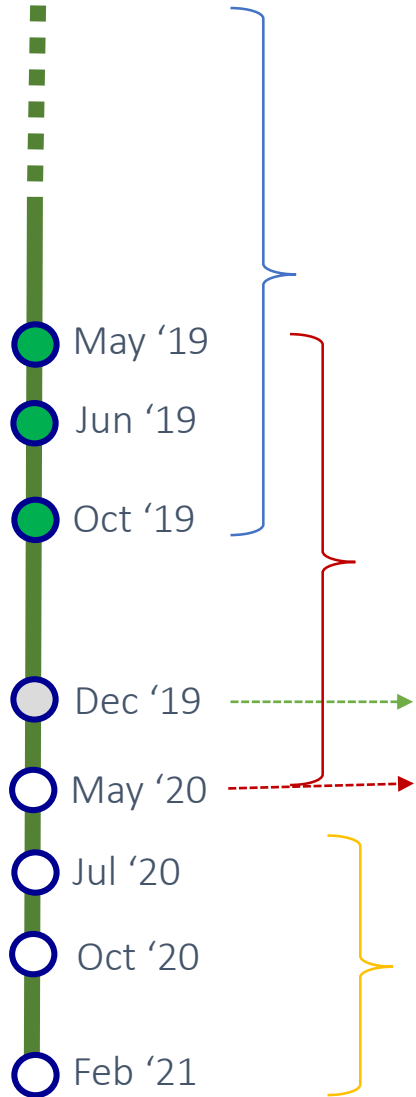 May ‘19
Jun ‘19
Oct ‘19
Dec ‘19
May ‘20
Jul ‘20
Oct ‘20
Feb ‘21